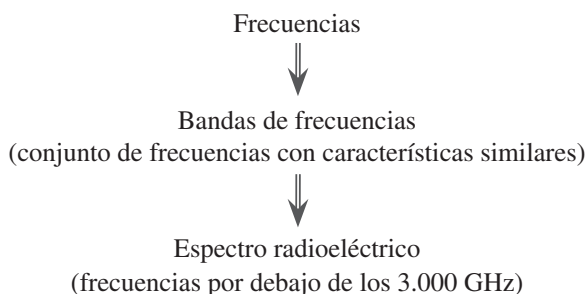 Frecuencias
Bandas de frecuencias
(conjunto de frecuencias con características similares)
Espectro radioeléctrico
(frecuencias por debajo de los 3.000 GHz)